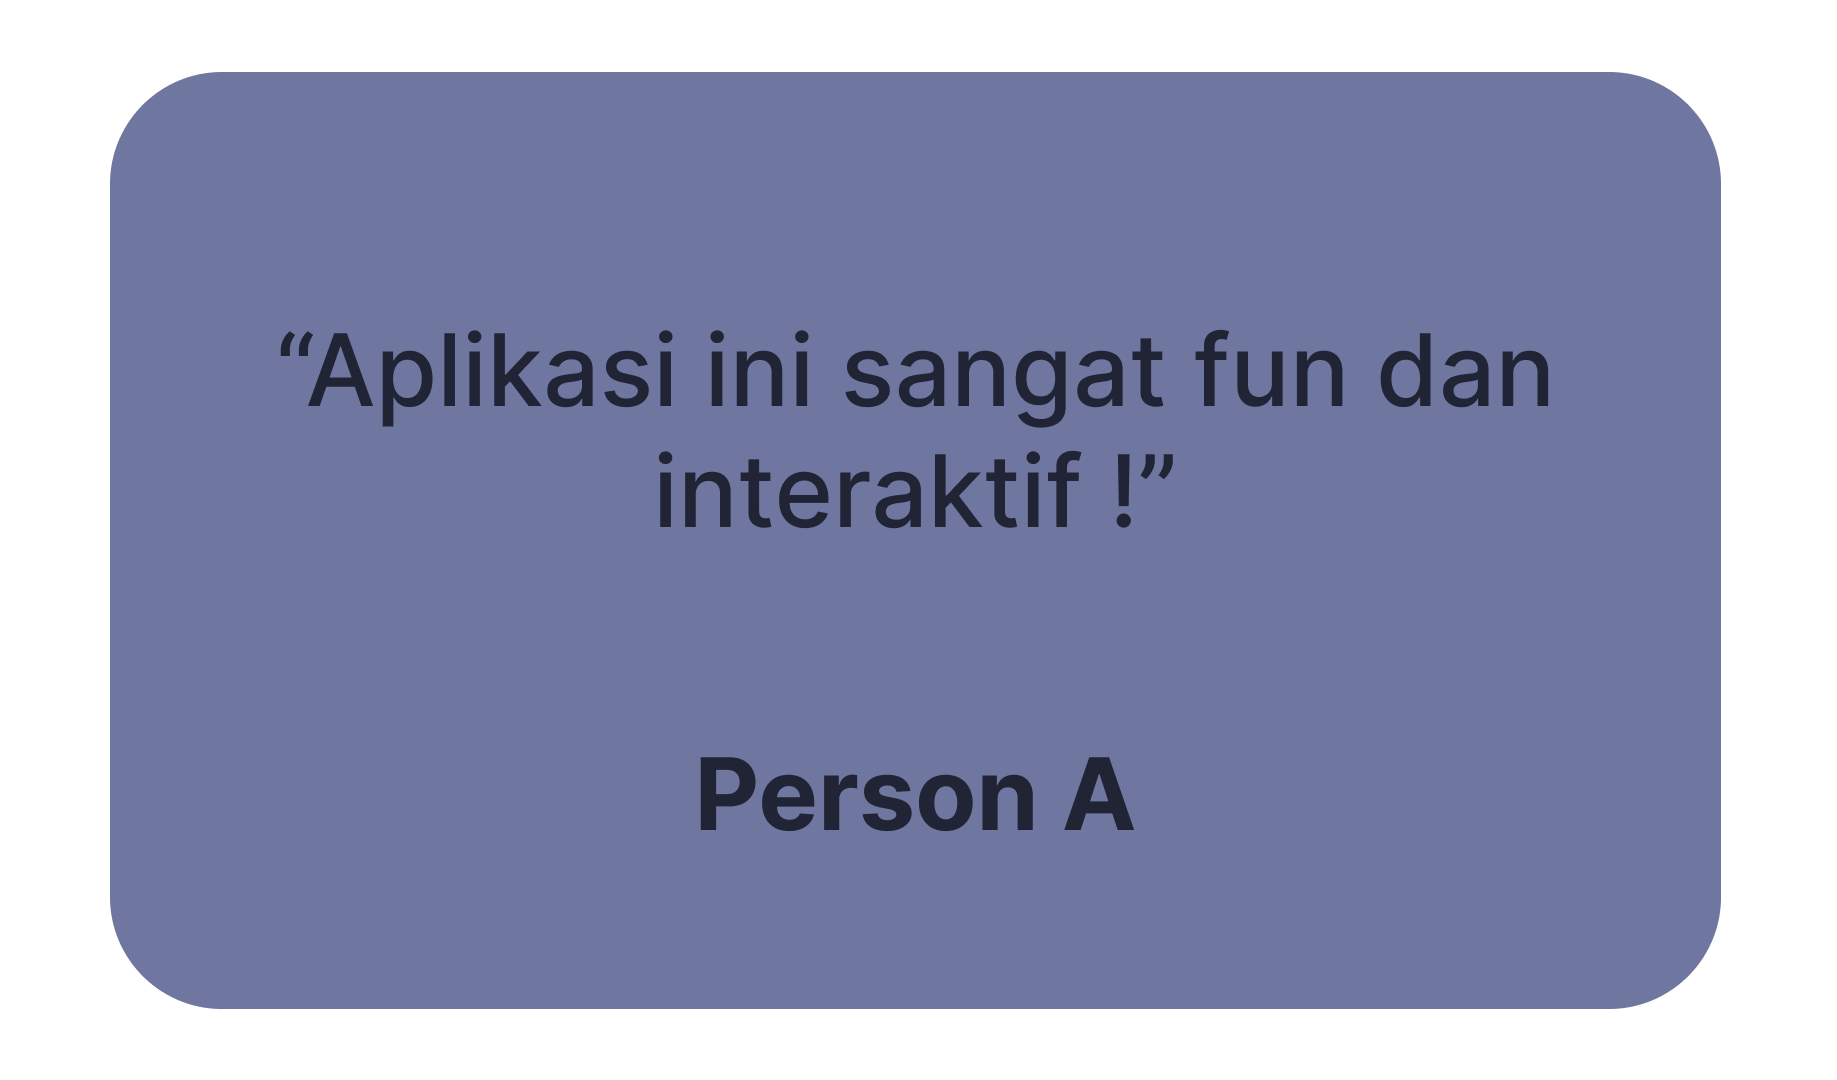 “Aplikasi ini sangat fun dan
interaktif !”
Person A